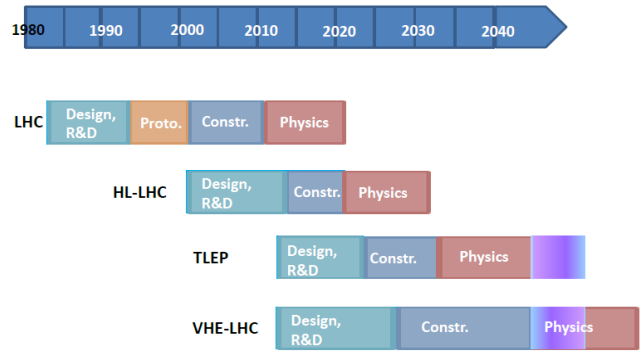 1980 1990 2000 2010 2020 2030 2040
LHC Design, Proto. Constr. Physics
R&D
HL-LHC Design, Constr. Physics
R&D
TLEP Design, Constr. Physics
R&D
VHE-LHC Design, Constr. Physics
R&D